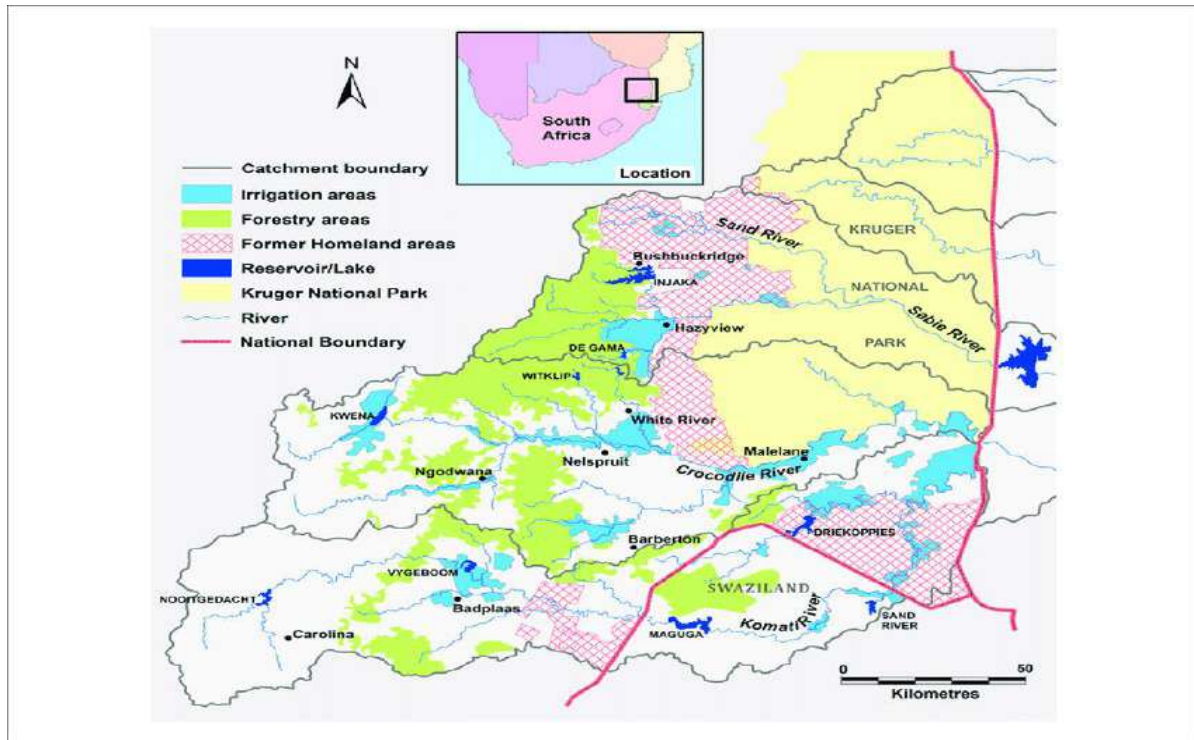 N
South
Africa
Location
Catchment boundary
Irrigation areas
Forestry areas
Former Homeland areas
Reservoir/Lake
Kruger National Park
River
National Boundary
Sand River
KRUGER
Bushbuckridge
INJAKA
NATIONAL
Sabie River
Hazyview
PARK
DE GAMA
WITKLIP
KWENA
White River
Nelspruit
Malelane
Crocodile River
Ngodwana
DRIEKOPPIES
Barberton
VYGEBOOM
SWAZILAND
NOOITGEDACHT
Badplaas
Komati River
SAND
RIVER
Carolina
MAGUGA
0 50
Kilometres